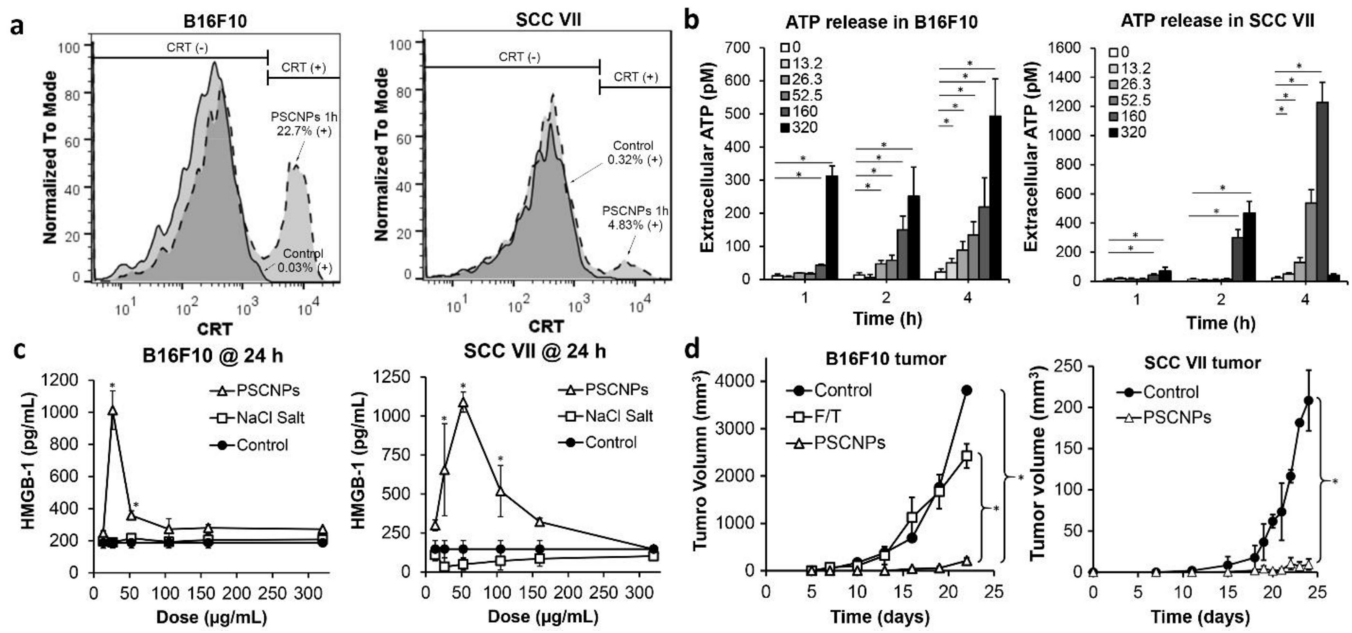 a
B16F10
Normalized To Mode
100
80
60
40
20
0
CRT (-)
CRT (+)
PSCNPs 1h
22.7% (+)
Control
0.03% (+)
10¹
10²
10³
10⁴
CRT
SCC VII
Normalized To Mode
100
80
60
40
20
0
CRT (-)
CRT (+)
Control
0.32% (+)
PSCNPs 1h
4.83% (+)
10¹
10²
10³
10⁴
CRT
b
ATP release in B16F10
Extracellular ATP (pM)
700
600
500
400
300
200
100
0
0
13.2
26.3
52.5
160
320
* * * * * * * * * * *
1
2
4
Time (h)
ATP release in SCC VII
Extracellular ATP (pM)
1600
1400
1200
1000
800
600
400
200
0
0
13.2
26.3
52.5
160
320
* * * * * * * *
1
2
4
Time (h)
c
B16F10 @ 24 h
HMGB-1 (pg/mL)
1200
1000
800
600
400
200
0
* *
PSCNPs
NaCl Salt
Control
0 50 100 150 200 250 300
Dose (µg/mL)
SCC VII @ 24 h
HMGB-1 (pg/mL)
1250
1000
750
500
250
0
* * *
PSCNPs
NaCl Salt
Control
0 50 100 150 200 250 300
Dose (µg/mL)
d
B16F10 tumor
Tumro Volumn (mm³)
4000
3000
2000
1000
0
Control
F/T
PSCNPs
* *
0 5 10 15 20 25
Time (days)
SCC VII tumor
Tumor volume (mm³)
250
200
150
100
50
0
Control
PSCNPs
*
0 5 10 15 20 25
Time (days)